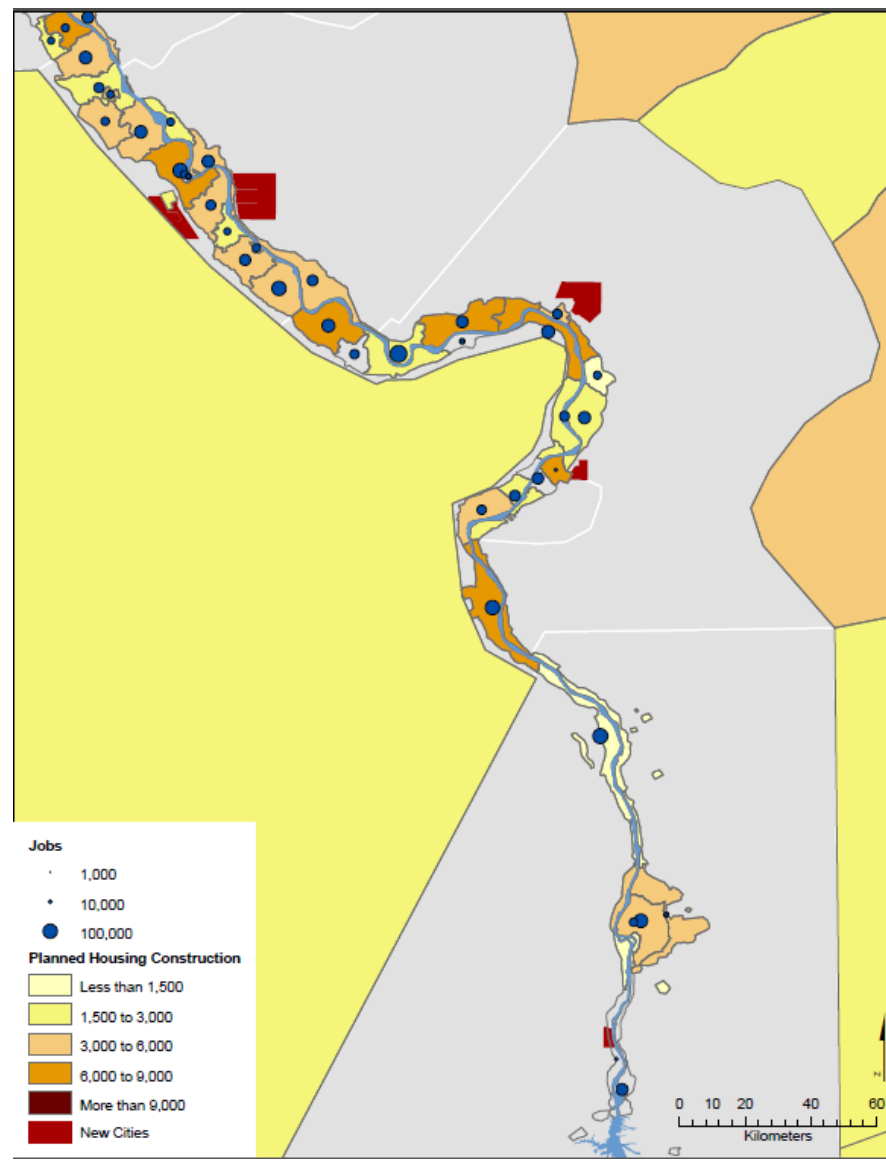 Jobs
1,000
10,000
100,000
Planned Housing Construction
Less than 1,500
1,500 to 3,000
3,000 to 6,000
6,000 to 9,000
More than 9,000
New Cities
N
0 10 20 40 60
Kilometers